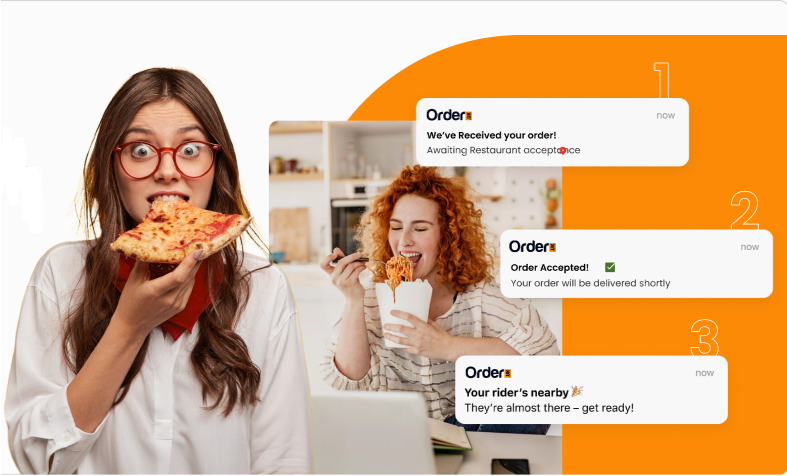 1
Order
now
We've Received your order!
Awaiting Restaurant acceptance
2
Order
now
Order Accepted! ✅
Your order will be delivered shortly
3
Order
now
Your rider's nearby 🎉
They're almost there – get ready!